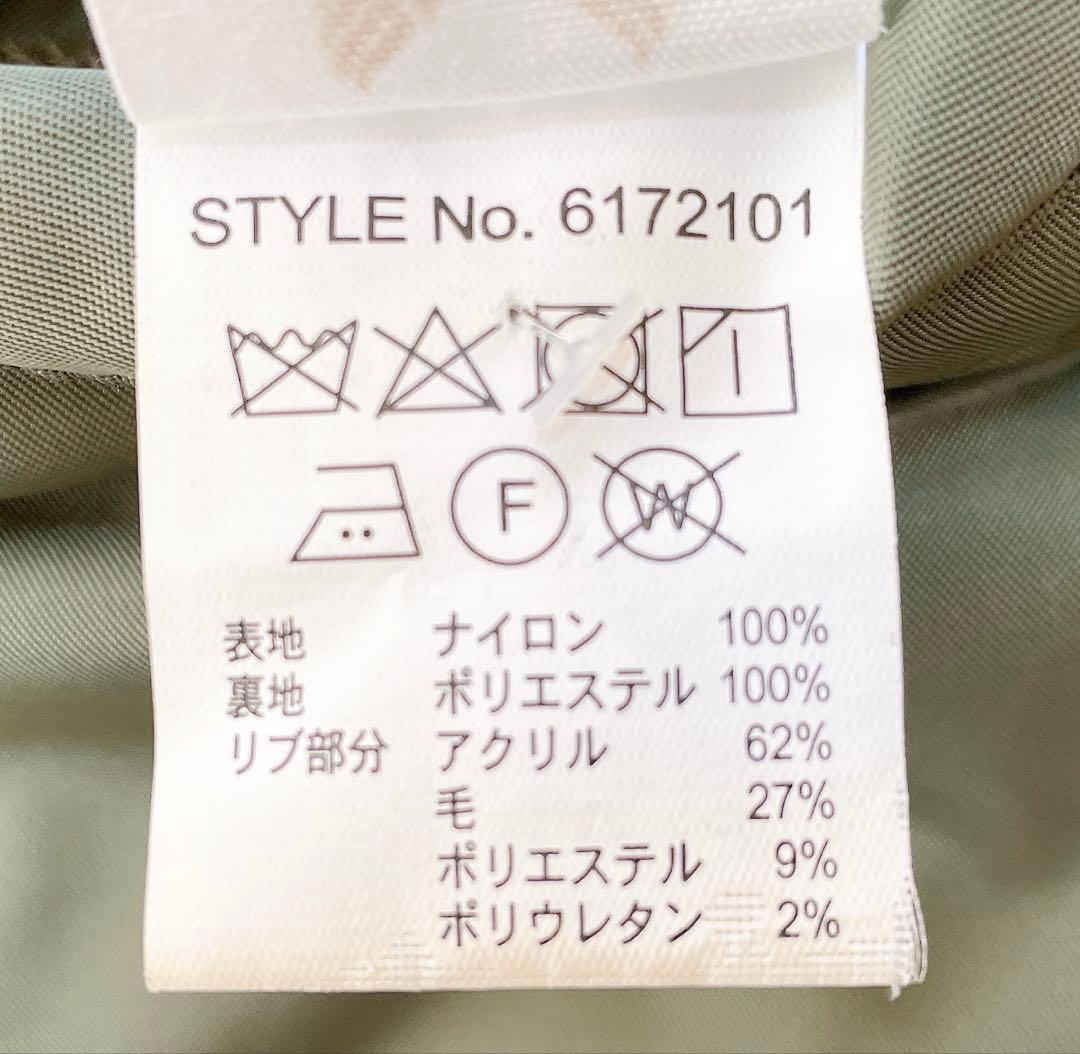 STYLE No. 6172101
F W
表地 ナイロン 100%
裏地 ポリエステル 100%
リブ部分 アクリル 62%
毛 27%
ポリエステル 9%
ポリウレタン 2%